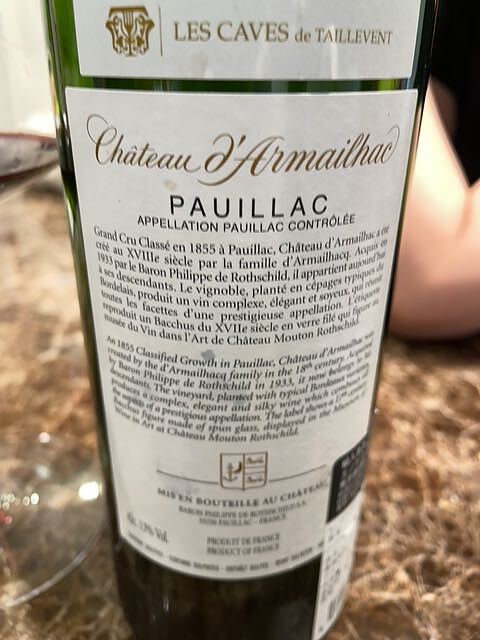 LES CAVES de TAILLEVENT
Château d'Armailhac
PAUILLAC
APPELLATION PAUILLAC CONTRÔLÉE
Grand Cru Classé en 1855 à Pauillac, Château d'Armailhac a été
créé au XVIIIe siècle par la famille d'Armailhacq. Acquis en
1933 par le Baron Philippe de Rothschild, il appartient aujourd'hui
à ses descendants. Le vignoble, planté en cépages typiques du
Bordelais, produit un vin complexe, élégant et soyeux, qui réunit
toutes les facettes d'une prestigieuse appellation. L'étiquette
reproduit un Bacchus du XVIIe siècle en verre filé qui figure au
musée du Vin dans l'Art de Château Mouton Rothschild.
An 1855 Classified Growth in Pauillac, Château d'Armailhac was
created by the d'Armailhacq family in the 18th century. Acquired
by Baron Philippe de Rothschild in 1933, it now belongs to his
descendants. The vineyard, planted with typical Bordeaux
produces a complex, elegant and silky wine which
of a prestigious appellation. The label shows a 17th century
Bacchus figure made of spun glass, displayed in the Museum of
Wine in Art at Château Mouton Rothschild.
MIS EN BOUTEILLE AU CHÂTEAU
BARON PHILIPPE DE ROTHSCHILD S.A.
PAUILLAC - FRANCE
Alc. 13% Vol.
PRODUIT DE FRANCE
PRODUCT OF FRANCE